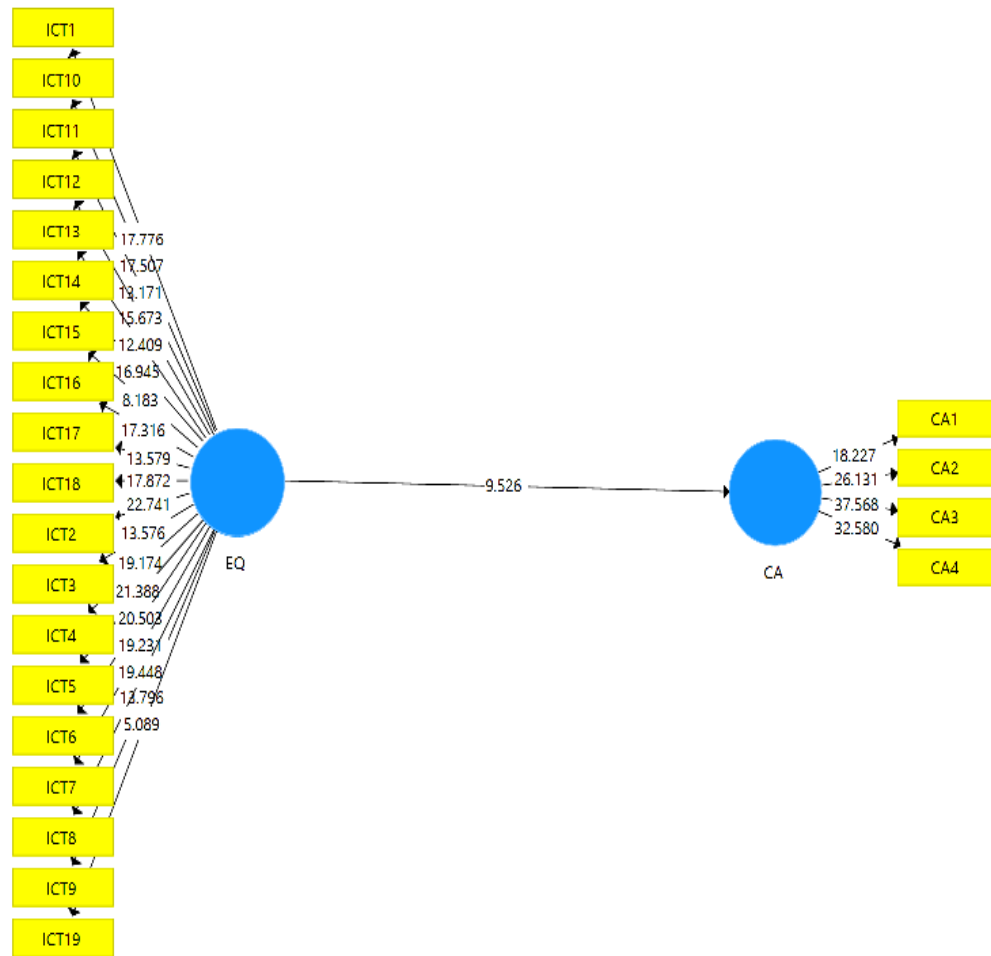 ICT1
ICT10
ICT11
ICT12
ICT13
ICT14
ICT15
ICT16
ICT17
ICT18
ICT2
ICT3
ICT4
ICT5
ICT6
ICT7
ICT8
ICT9
ICT19
17.776
17.507
15.673
12.409
16.945
8.183
17.316
13.579
17.872
22.741
13.576
19.174
21.388
20.503
19.231
19.448
5.089
EQ
9.526
CA
18.227
26.131
37.568
32.580
CA1
CA2
CA3
CA4